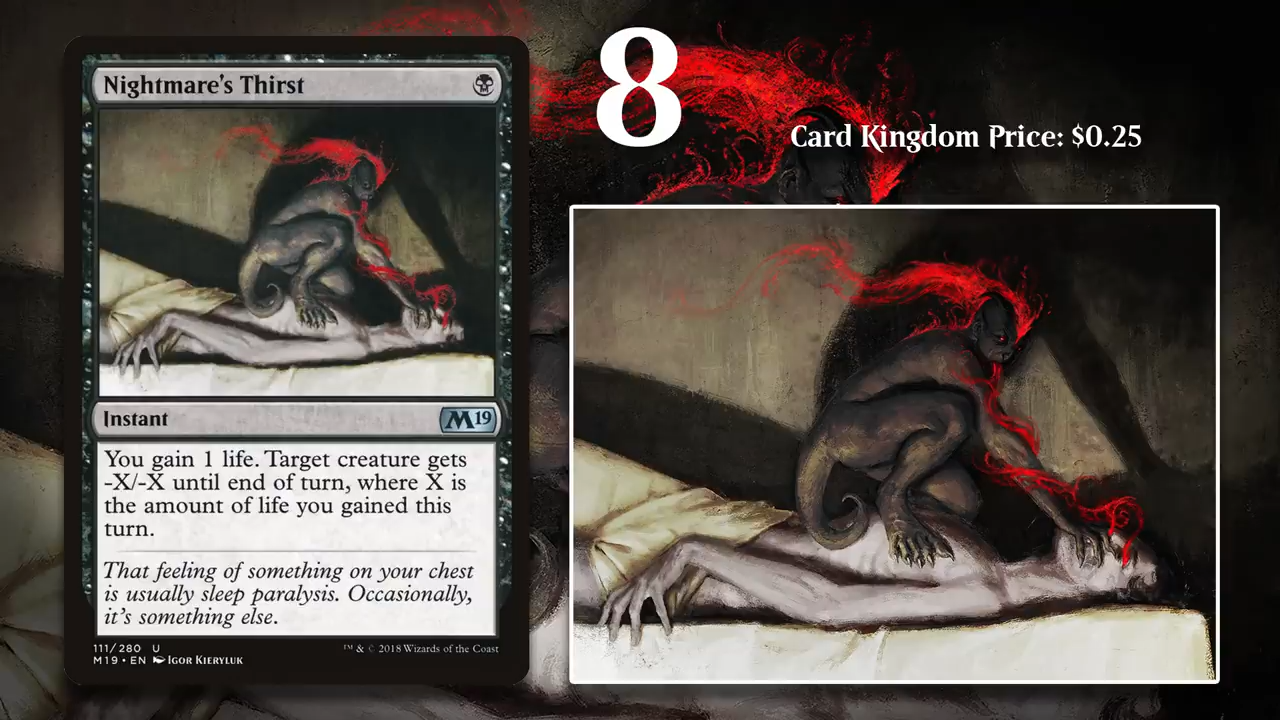 Nightmare's Thirst
8
Card Kingdom Price: $0.25
Instant
M19
You gain 1 life. Target creature gets
-X/-X until end of turn, where X is
the amount of life you gained this
turn.
That feeling of something on your chest
is usually sleep paralysis. Occasionally,
it's something else.
111/280 U
M19 • EN Igor Kieryluk
™ & © 2018 Wizards of the Coast